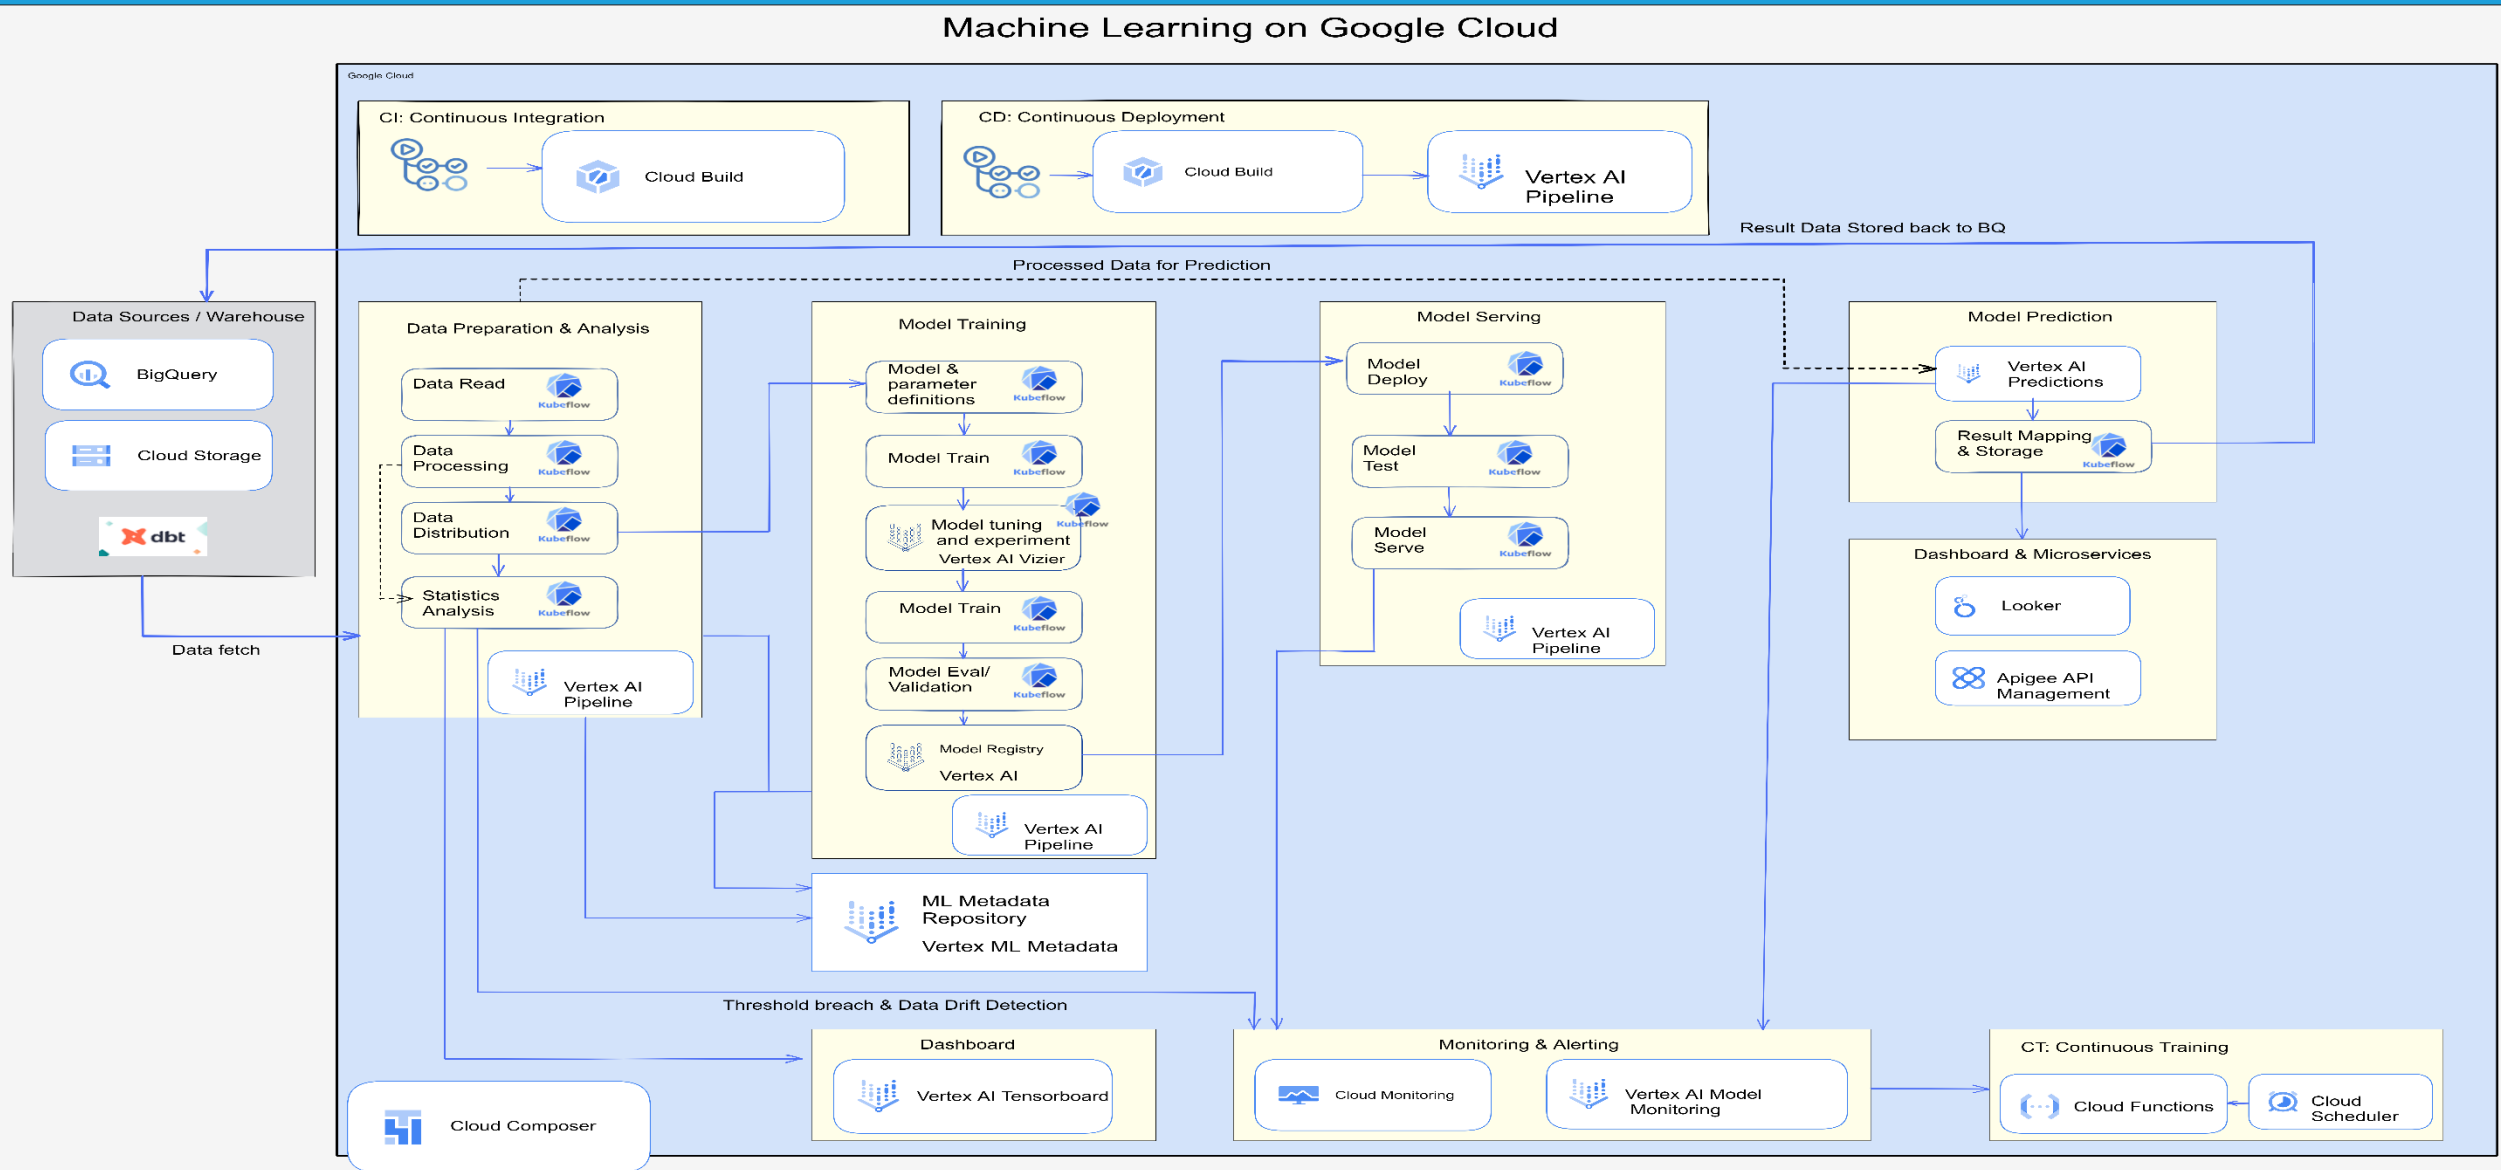 Machine Learning on Google Cloud
Google Cloud
CI: Continuous Integration
Cloud Build
CD: Continuous Deployment
Cloud Build
Vertex AI
Pipeline
Result Data Stored back to BQ
Processed Data for Prediction
Data Sources / Warehouse
BigQuery
Cloud Storage
dbt
Data fetch
Data Preparation & Analysis
Data Read
Kubeflow
Data
Processing
Kubeflow
Data
Distribution
Kubeflow
Statistics
Analysis
Kubeflow
Vertex AI
Pipeline
Model Training
Model &
parameter
definitions
Kubeflow
Model Train
Kubeflow
Model tuning
and experiment
Vertex AI Vizier
Kubeflow
Model Train
Kubeflow
Model Eval/
Validation
Kubeflow
Model Registry
Vertex AI
Vertex AI
Pipeline
ML Metadata
Repository
Vertex ML Metadata
Model Serving
Model
Deploy
Kubeflow
Model
Test
Kubeflow
Model
Serve
Kubeflow
Vertex AI
Pipeline
Model Prediction
Vertex AI
Predictions
Result Mapping
& Storage
Kubeflow
Dashboard & Microservices
Looker
Apigee API
Management
Threshold breach & Data Drift Detection
Dashboard
Vertex AI Tensorboard
Monitoring & Alerting
Cloud Monitoring
Vertex AI Model
Monitoring
CT: Continuous Training
Cloud Functions
Cloud
Scheduler
Cloud Composer